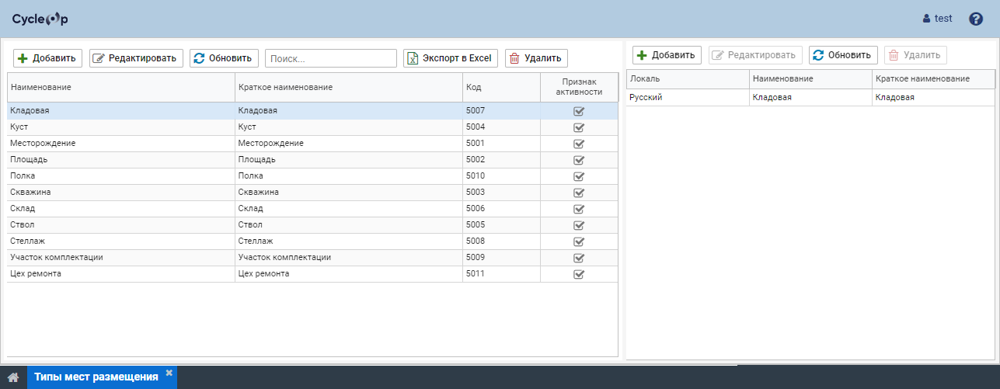 CycleOp
test
Добавить Редактировать Обновить Поиск... Экспорт в Excel Удалить
Наименование Краткое наименование Код Признак активности
Кладовая Кладовая 5007
Куст Куст 5004
Месторождение Месторождение 5001
Площадь Площадь 5002
Полка Полка 5010
Скважина Скважина 5003
Склад Склад 5006
Ствол Ствол 5005
Стеллаж Стеллаж 5008
Участок комплектации Участок комплектации 5009
Цех ремонта Цех ремонта 5011
Добавить Редактировать Обновить Удалить
Локаль Наименование Краткое наименование
Русский Кладовая Кладовая
Типы мест размещения